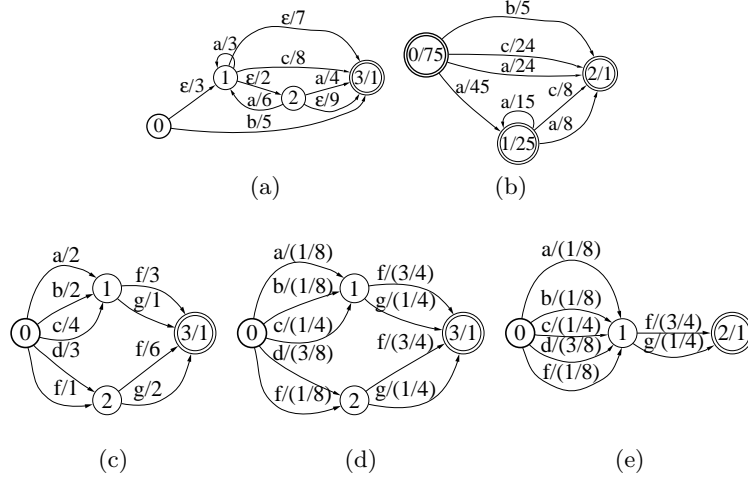 ε/7
a/3
1
c/8
3/1
ε/3
ε/2
a/4
2
a/6
ε/9
0
b/5
(a)
b/5
0/75
c/24
a/24
2/1
a/45
c/8
a/15
a/8
1/25
(b)
a/2
b/2
1
f/3
g/1
c/4
0
3/1
d/3
f/6
f/1
2
g/2
(c)
a/(1/8)
b/(1/8)
1
f/(3/4)
g/(1/4)
c/(1/4)
0
3/1
d/(3/8)
f/(3/4)
f/(1/8)
2
g/(1/4)
(d)
a/(1/8)
b/(1/8)
0
c/(1/4)
1
f/(3/4)
2/1
d/(3/8)
g/(1/4)
f/(1/8)
(e)